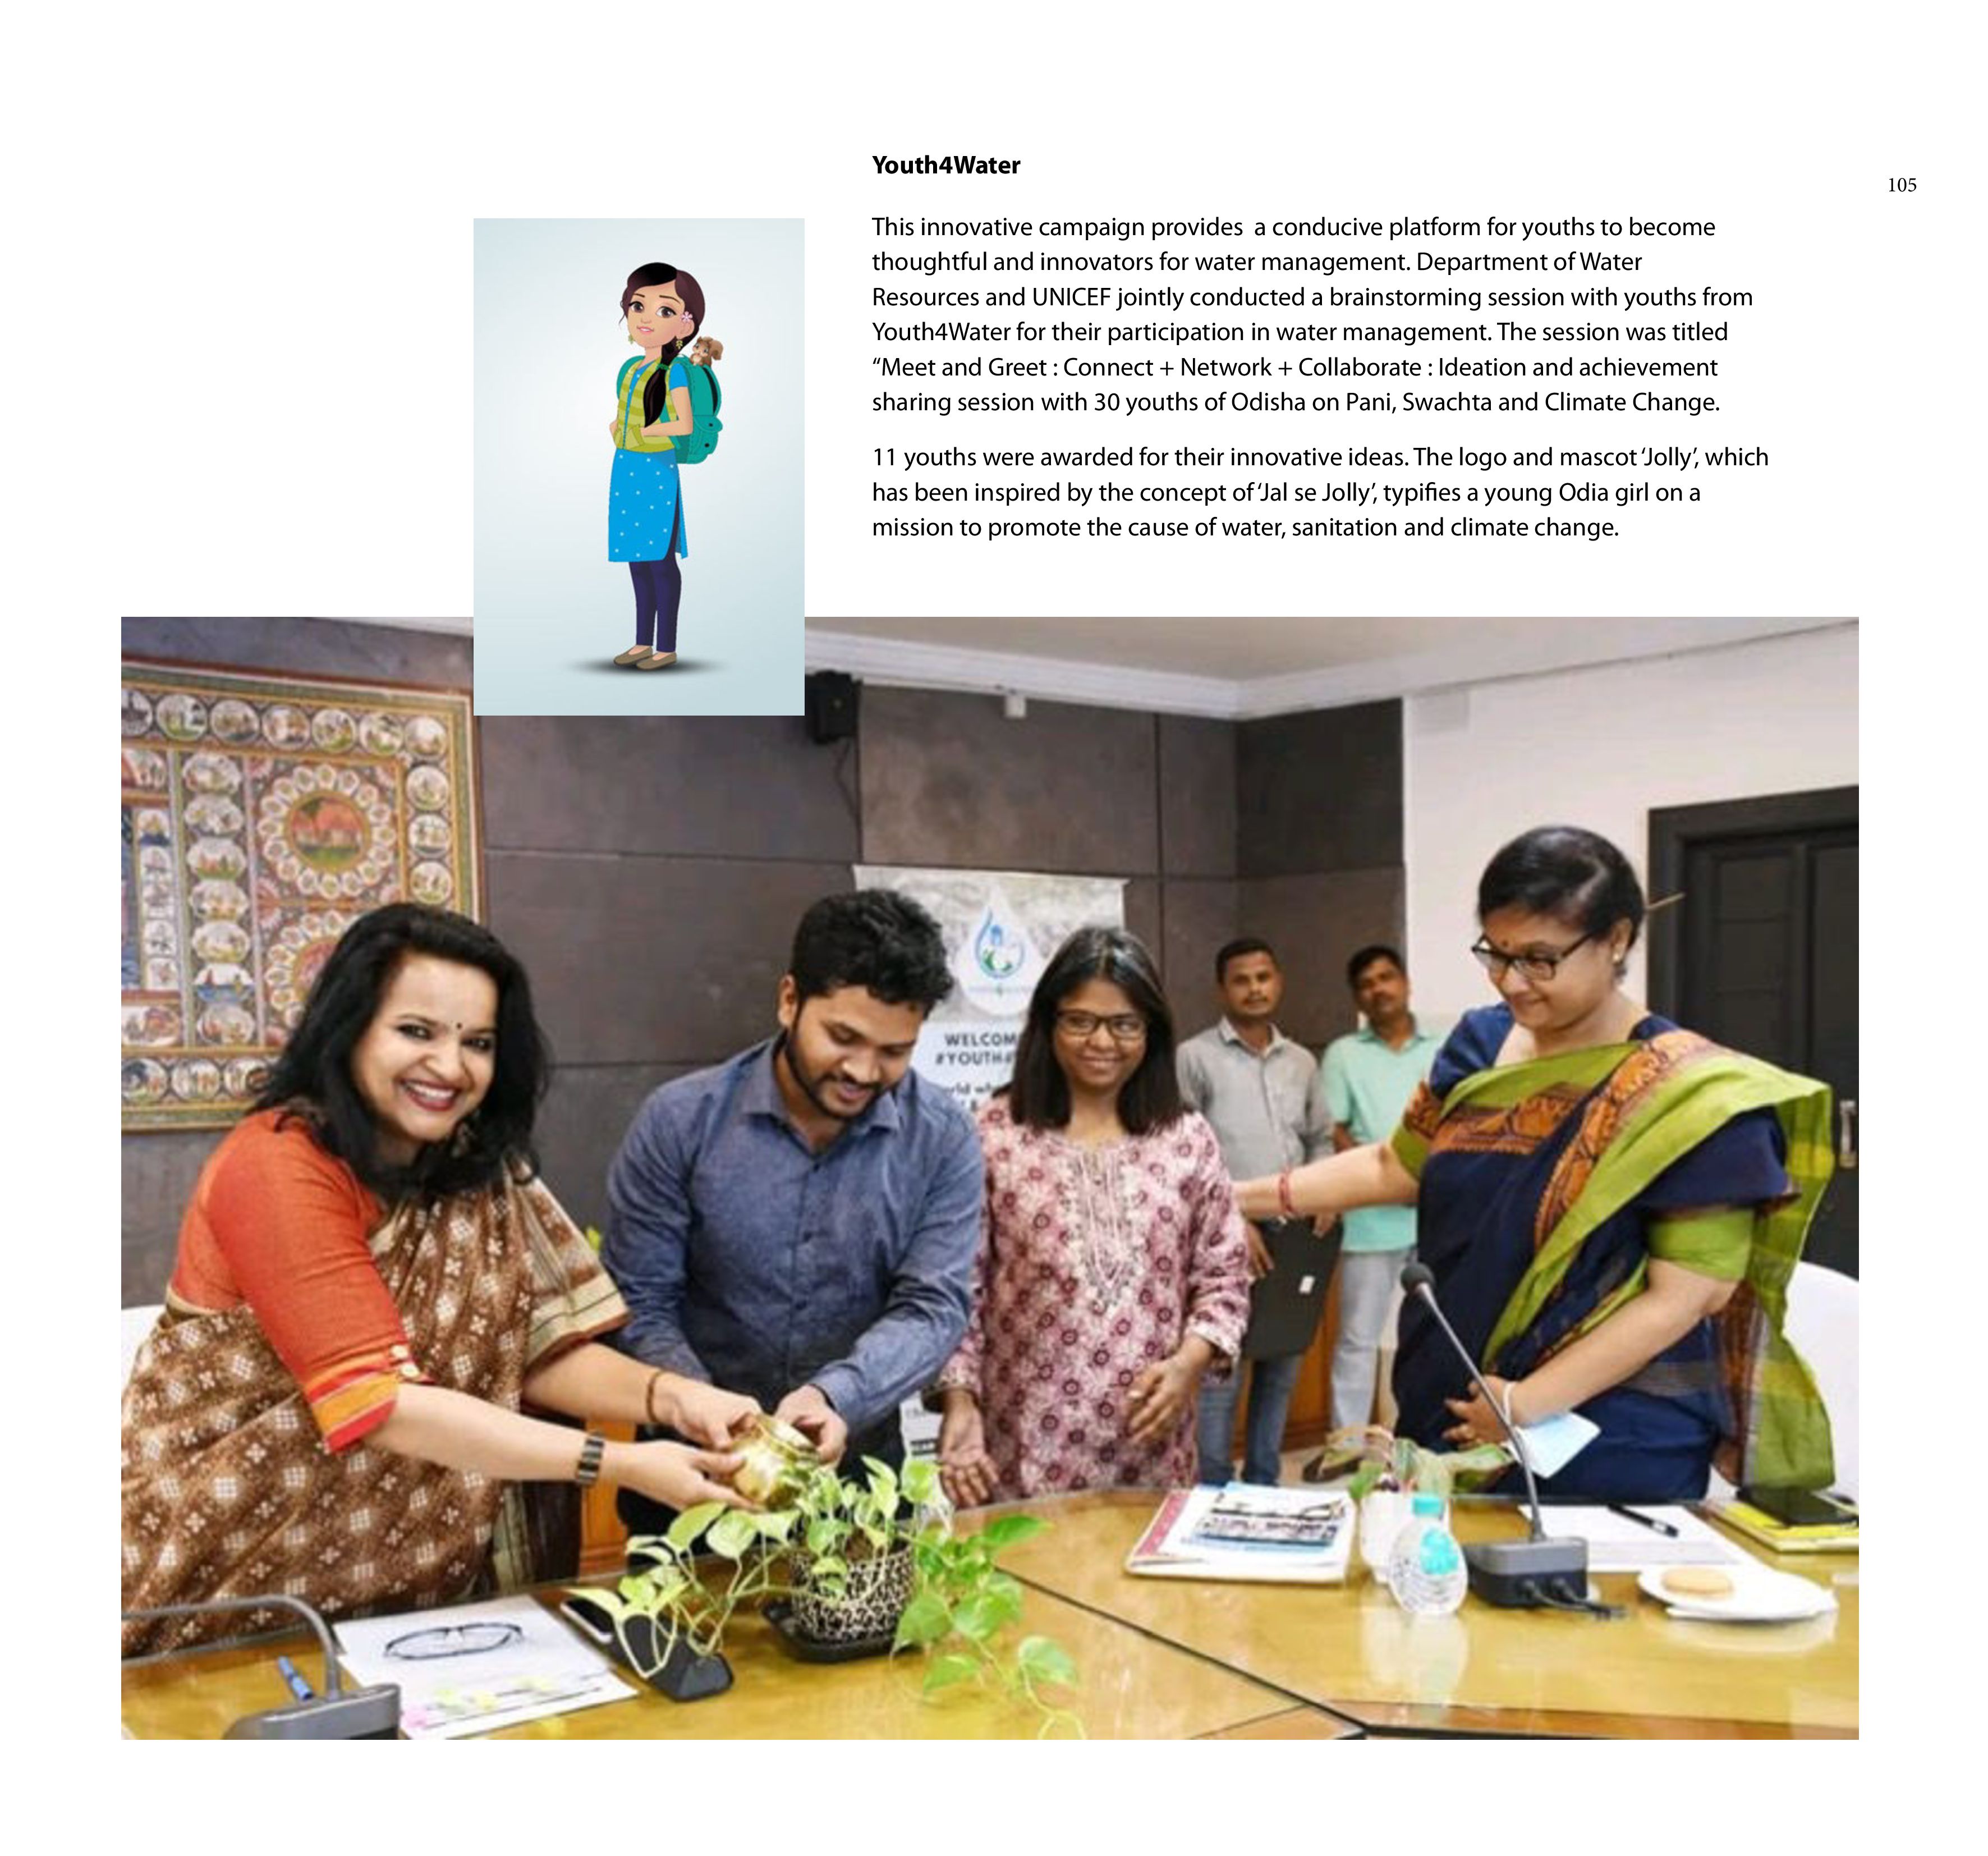 Youth4Water
105
This innovative campaign provides  a conducive platform for youths to become
thoughtful and innovators for water management. Department of Water
Resources and UNICEF jointly conducted a brainstorming session with youths from
Youth4Water for their participation in water management. The session was titled
“Meet and Greet : Connect + Network + Collaborate : Ideation and achievement
sharing session with 30 youths of Odisha on Pani, Swachta and Climate Change.
11 youths were awarded for their innovative ideas. The logo and mascot ‘Jolly’, which
has been inspired by the concept of ‘Jal se Jolly’, typifies a young Odia girl on a
mission to promote the cause of water, sanitation and climate change.
WELCOM
#YOUTH4